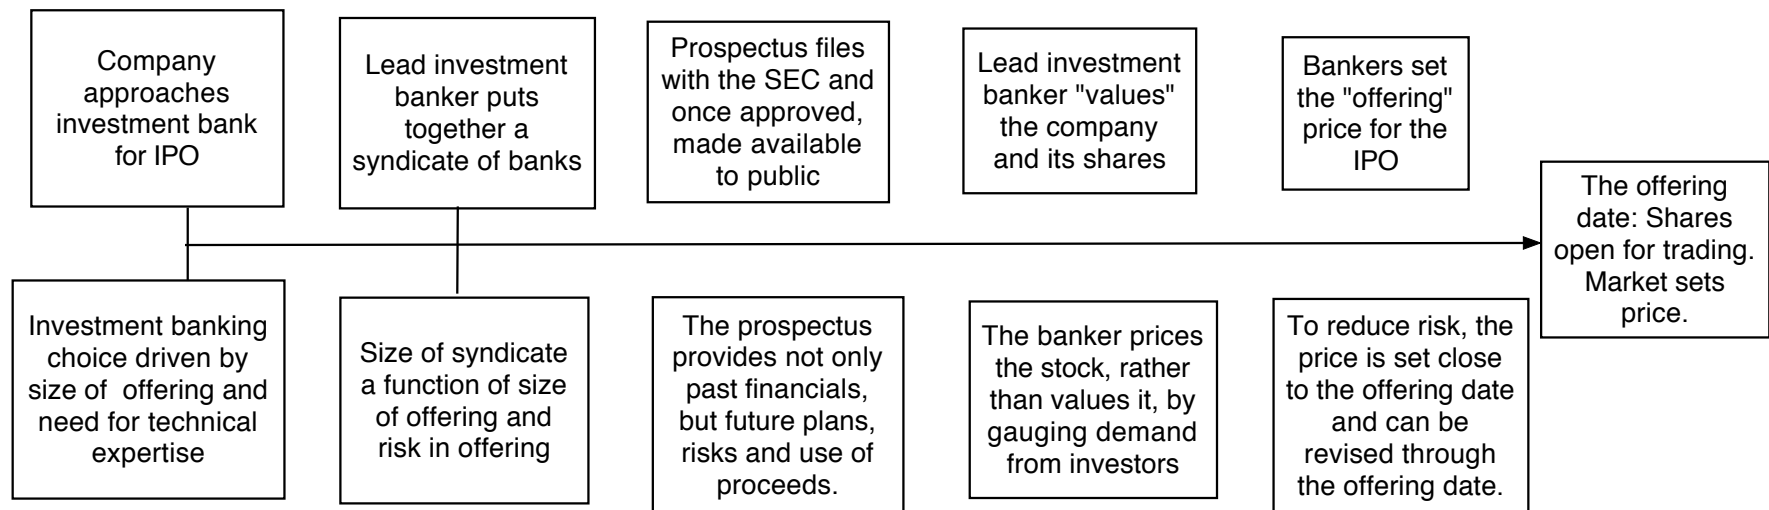 Company
approaches
investment bank
for IPO
Lead investment
banker puts
together a
syndicate of banks
Prospectus files
with the SEC and
once approved,
made available
to public
Lead investment
banker "values"
the company
and its shares
Bankers set
the "offering"
price for the
IPO
The offering
date: Shares
open for trading.
Market sets
price.
Investment banking
choice driven by
size of  offering and
need for technical
expertise
Size of syndicate
a function of size
of offering and
risk in offering
The prospectus
provides not only
past financials,
but future plans,
risks and use of
proceeds.
The banker prices
the stock, rather
than values it, by
gauging demand
from investors
To reduce risk, the
price is set close
to the offering date
and can be
revised through
the offering date.